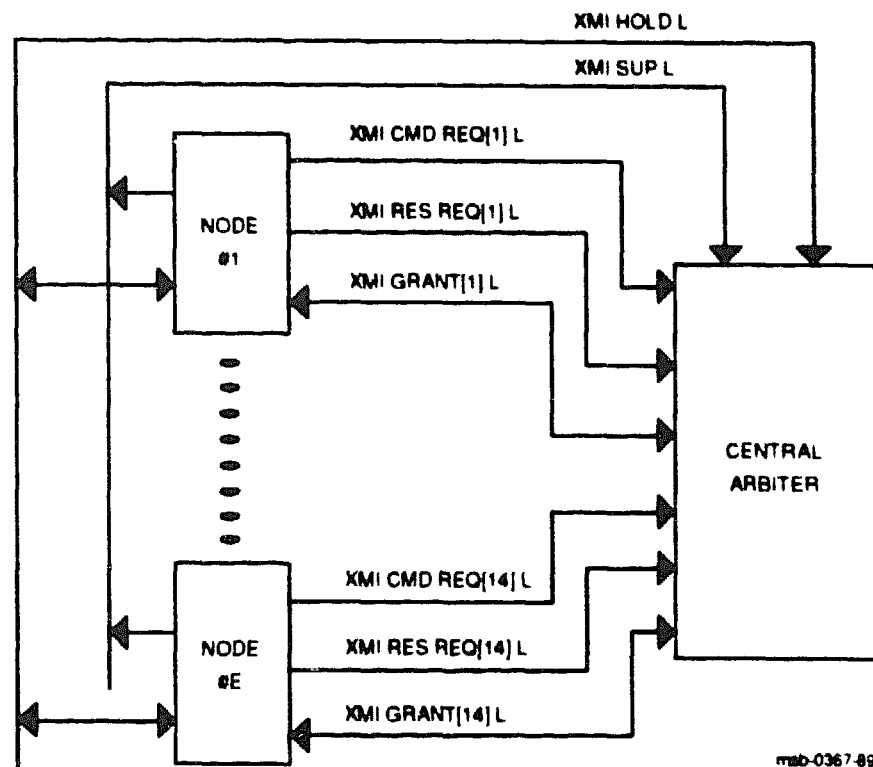 XMI HOLD L
XMI SUP L
XMI CMD REQ[1] L
XMI RES REQ[1] L
NODE
#1
XMI GRANT[1] L
CENTRAL
ARBITER
XMI CMD REQ[14] L
XMI RES REQ[14] L
NODE
#E
XMI GRANT[14] L
msb-0367-89